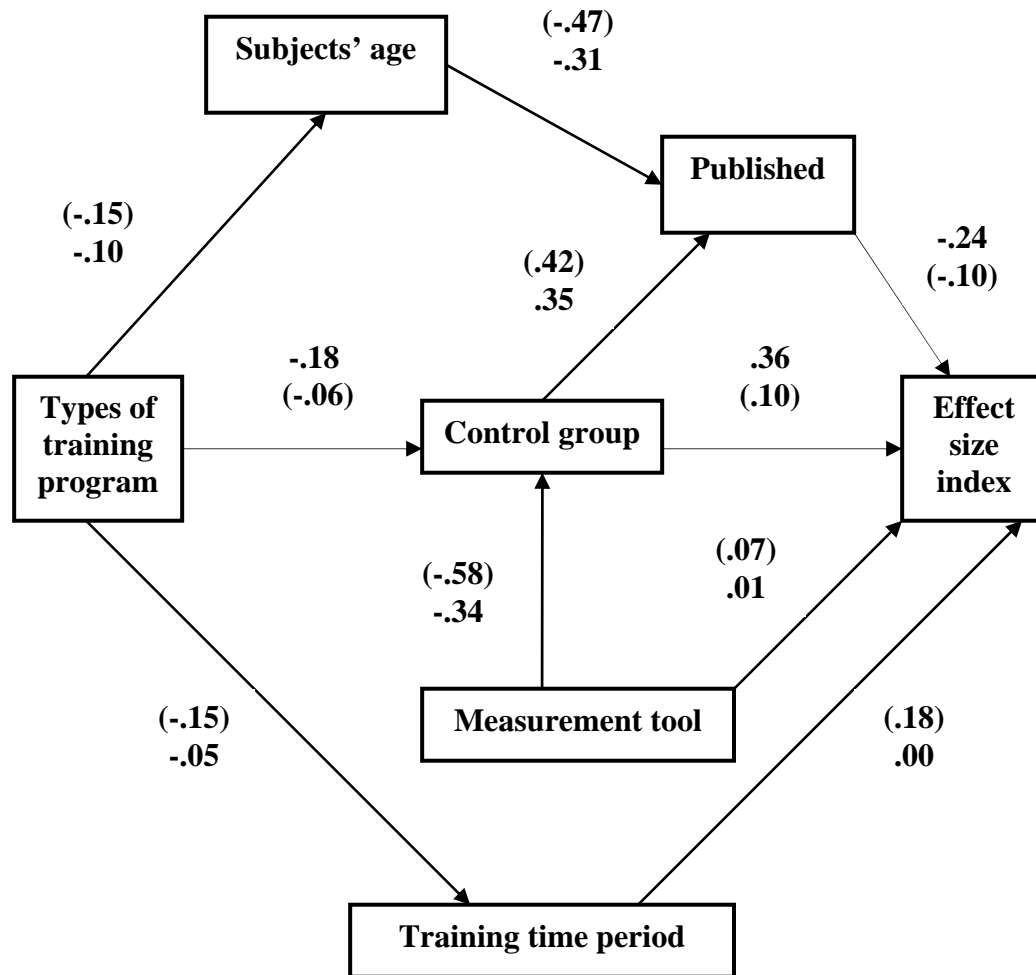 (-.47)
-.31
Subjects’ age
Published
(-.15)
-.10
-.24
(-.10)
(.42)
.35
-.18
(-.06)
.36
(.10)
Types of
training
program
Control group
Effect
size
index
(-.58)
-.34
(.07)
.01
Measurement tool
(-.15)
-.05
(.18)
.00
Training time period